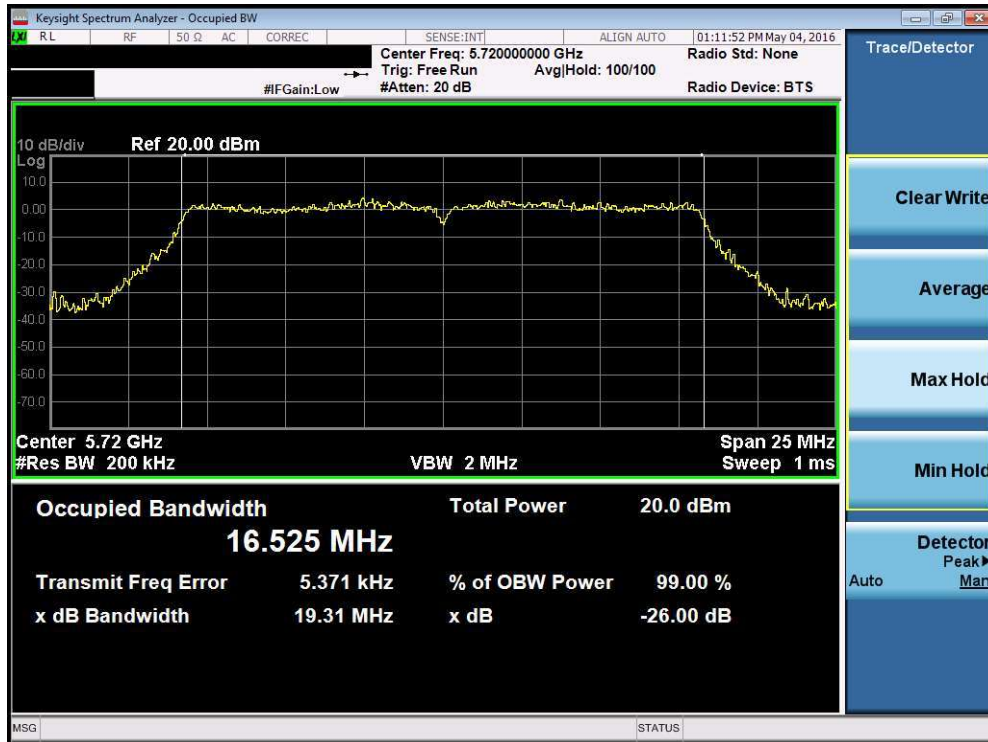 Keysight Spectrum Analyzer - Occupied BW
LXI RL RF 50 Ω AC CORREC SENSE:INT ALIGN AUTO 01:11:52 PM May 04, 2016
Center Freq: 5.720000000 GHz Radio Std: None
Trig: Free Run Avg|Hold: 100/100
#IFGain:Low #Atten: 20 dB Radio Device: BTS
Trace/Detector
10 dB/div Ref 20.00 dBm
Log
10.0
0.00
-10.0
-20.0
-30.0
-40.0
-50.0
-60.0
-70.0
Center 5.72 GHz Span 25 MHz
#Res BW 200 kHz VBW 2 MHz Sweep 1 ms
Occupied Bandwidth Total Power 20.0 dBm
16.525 MHz
Transmit Freq Error 5.371 kHz % of OBW Power 99.00 %
x dB Bandwidth 19.31 MHz x dB -26.00 dB
Clear Write
Average
Max Hold
Min Hold
Detector
Peak▶
Auto Man
MSG STATUS